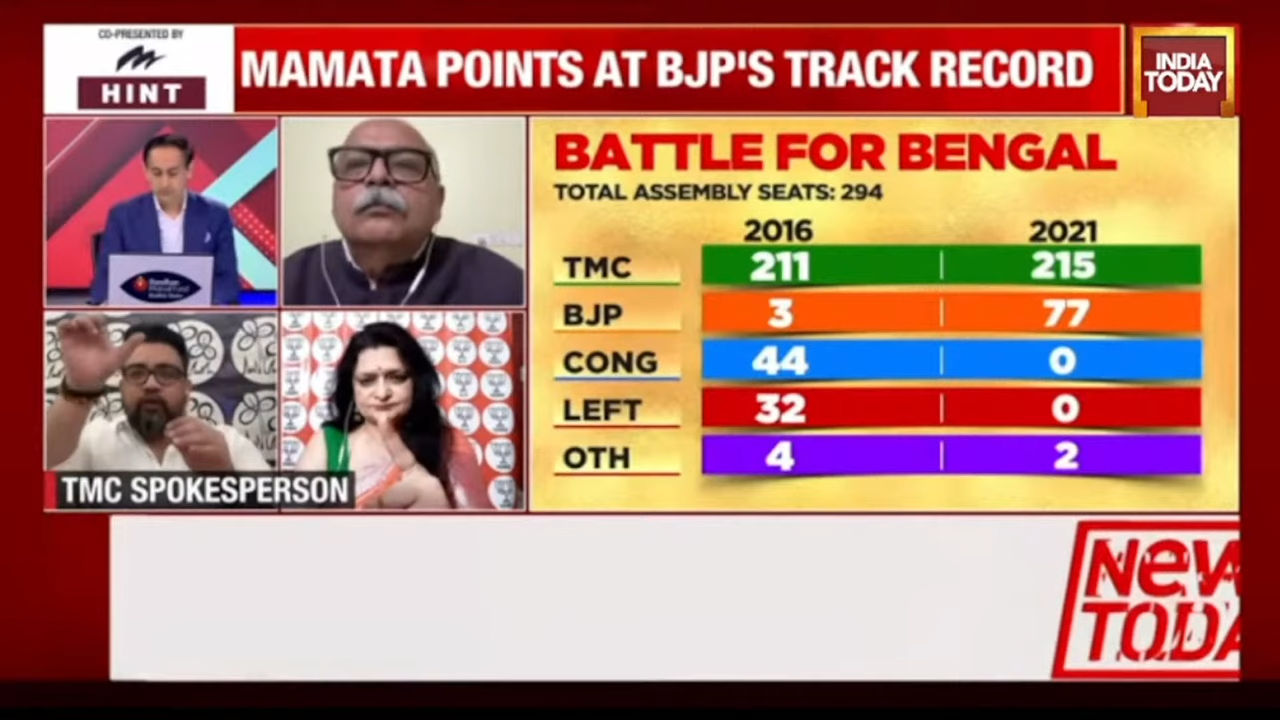 CO-PRESENTED BY
HINT
MAMATA POINTS AT BJP'S TRACK RECORD
INDIA
TODAY
BATTLE FOR BENGAL
TOTAL ASSEMBLY SEATS: 294
2016 2021
TMC 211 215
BJP 3 77
CONG 44 0
LEFT 32 0
OTH 4 2
TMC SPOKESPERSON
NEW
TODA